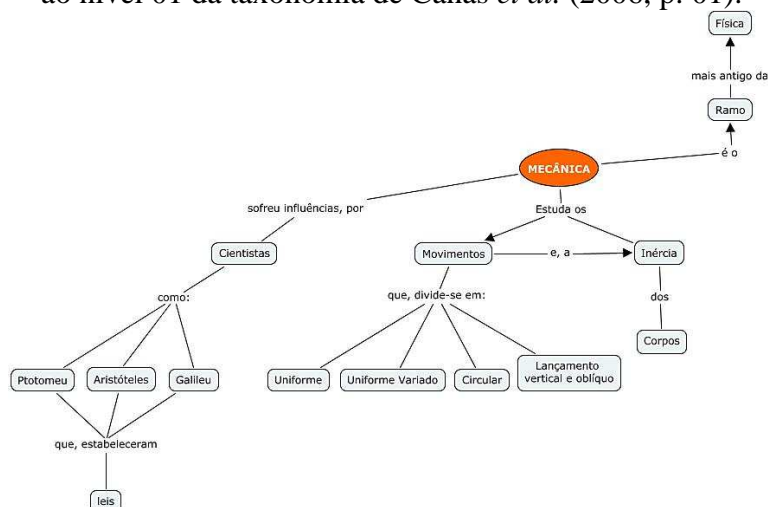 ao nível 01 da taxonomia de Cañas et al. (2006, p. 01).
Física
mais antigo da
Ramo
é o
MECÂNICA
sofreu influências, por
Estuda os
Cientistas
Movimentos
e, a
Inércia
como:
que, divide-se em:
dos
Corpos
Ptotomeu
Aristóteles
Galileu
Uniforme
Uniforme Variado
Circular
Lançamento
vertical e oblíquo
que, estabeleceram
leis